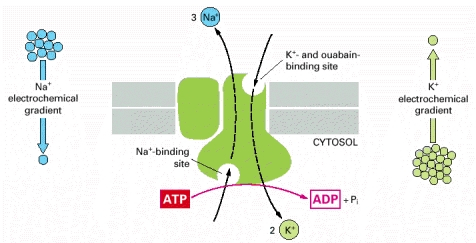 3 Na⁺
K⁺- and ouabain-
binding site
Na⁺
electrochemical
gradient
K⁺
electrochemical
gradient
CYTOSOL
Na⁺-binding
site
ATP
ADP + Pᵢ
2 K⁺